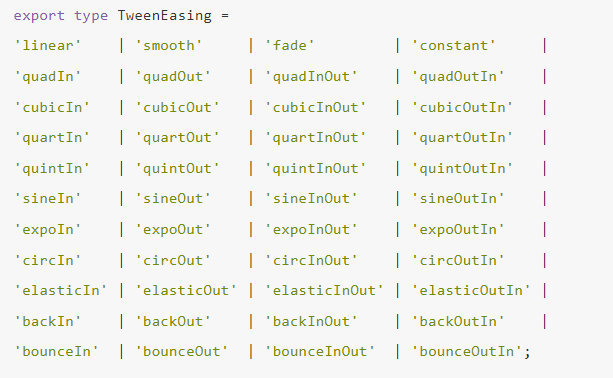 export type TweenEasing =
'linear' | 'smooth' | 'fade' | 'constant' |
'quadIn' | 'quadOut' | 'quadInOut' | 'quadOutIn' |
'cubicIn' | 'cubicOut' | 'cubicInOut' | 'cubicOutIn' |
'quartIn' | 'quartOut' | 'quartInOut' | 'quartOutIn' |
'quintIn' | 'quintOut' | 'quintInOut' | 'quintOutIn' |
'sineIn' | 'sineOut' | 'sineInOut' | 'sineOutIn' |
'expoIn' | 'expoOut' | 'expoInOut' | 'expoOutIn' |
'circIn' | 'circOut' | 'circInOut' | 'circOutIn' |
'elasticIn' | 'elasticOut' | 'elasticInOut' | 'elasticOutIn' |
'backIn' | 'backOut' | 'backInOut' | 'backOutIn' |
'bounceIn' | 'bounceOut' | 'bounceInOut' | 'bounceOutIn';